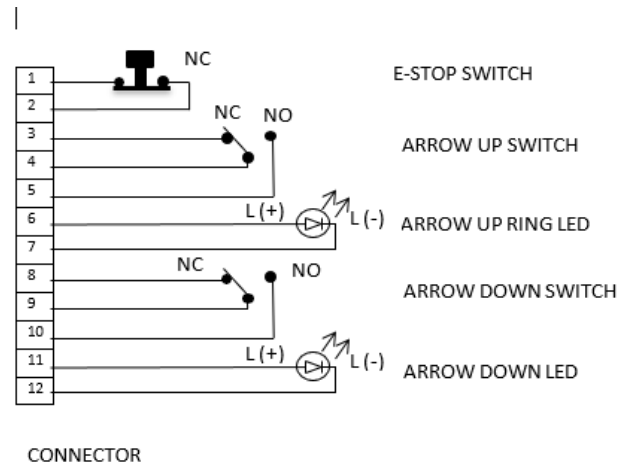 NC
E-STOP SWITCH
1
2
NC NO
3
ARROW UP SWITCH
4
5
L (+) L (-)
6
ARROW UP RING LED
7
NC NO
8
ARROW DOWN SWITCH
9
10
L (+) L (-)
11
ARROW DOWN LED
12
CONNECTOR